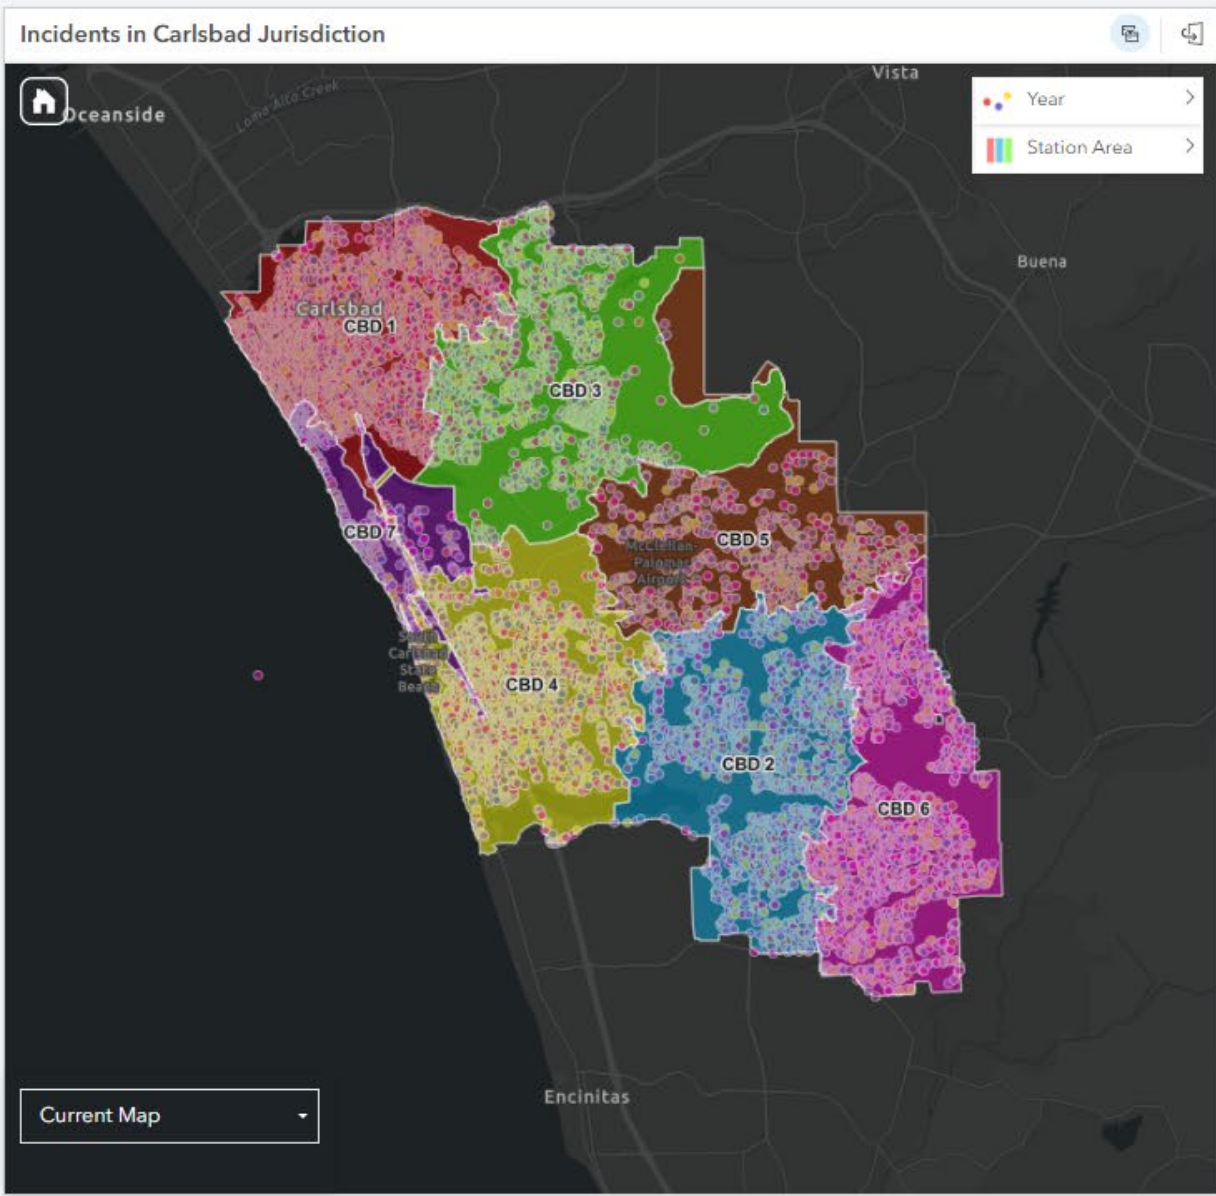 Incidents in Carlsbad Jurisdiction
Vista
Oceanside
Loma Alta Creek
Year
Station Area
Buena
Carlsbad
CBD 1
CBD 3
CBD 7
CBD 5
McClellan-
Palomar
Airport
South
Carlsbad
State
Beach
CBD 4
CBD 2
CBD 6
Encinitas
Current Map